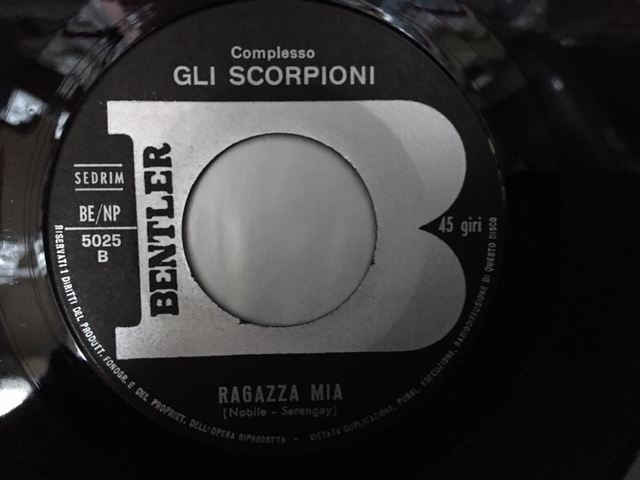 Complesso
GLI SCORPIONI
BENTLER
SEDRIM
BE/NP
5025
B
45 giri
RAGAZZA MIA
(Nobile - Serengay)
RISERVATI I DIRITTI DEL PRODUTT. FONOGR. E DEL PROPRIET. DELL'OPERA RIPRODOTTA • VIETATA DUPLICAZIONE, PUBBL. ESECUZIONE, RADIODIFFUSIONE DI QUESTO DISCO